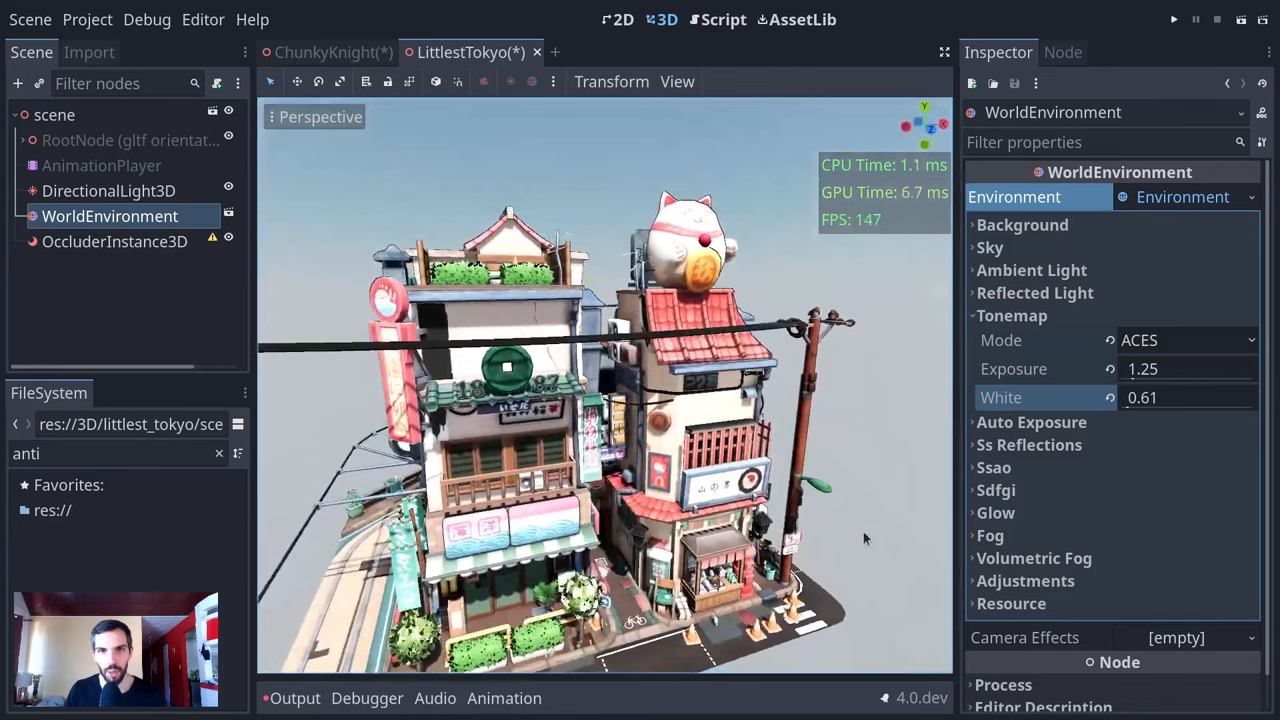 Scene Project Debug Editor Help
2D 3D Script AssetLib
Scene Import
Filter nodes
scene
RootNode (gltf orientat...
AnimationPlayer
DirectionalLight3D
WorldEnvironment
OccluderInstance3D
FileSystem
res://3D/littlest_tokyo/sce
anti
Favorites:
res://
ChunkyKnight(*) LittlestTokyo(*)
Transform View
Perspective
Y
X
Z
CPU Time: 1.1 ms
GPU Time: 6.7 ms
FPS: 147
山の寿
Output Debugger Audio Animation
4.0.dev
Inspector Node
WorldEnvironment
Filter properties
WorldEnvironment
Environment Environment
Background
Sky
Ambient Light
Reflected Light
Tonemap
Mode ACES
Exposure 1.25
White 0.61
Auto Exposure
Ss Reflections
Ssao
Sdfgi
Glow
Fog
Volumetric Fog
Adjustments
Resource
Camera Effects [empty]
Node
Process
Editor Description